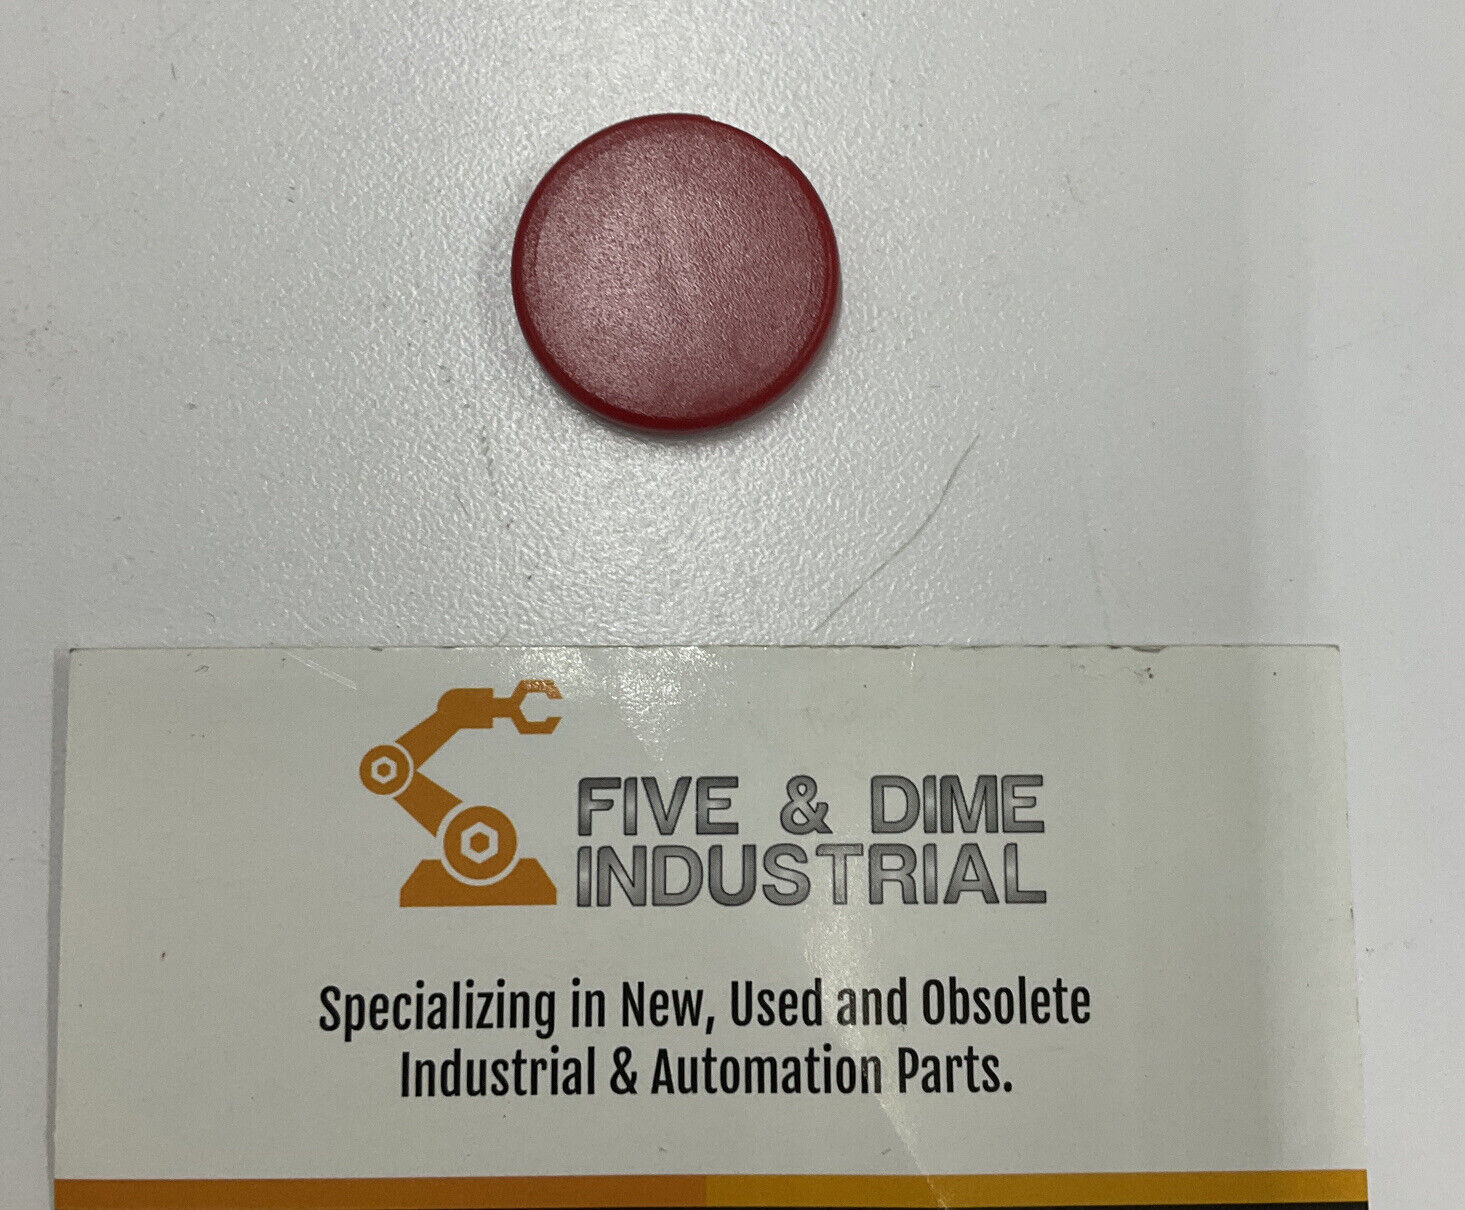 FIVE & DIME
INDUSTRIAL
Specializing in New, Used and Obsolete
Industrial & Automation Parts.